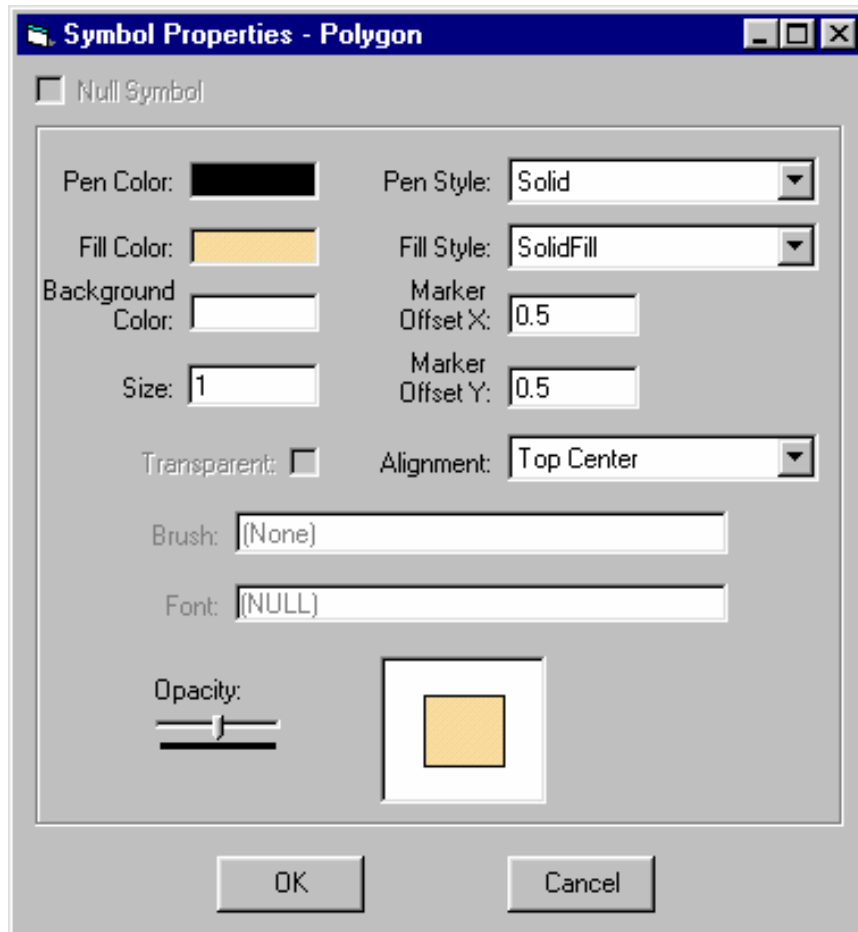 Symbol Properties - Polygon
Null Symbol
Pen Color:
Pen Style: Solid
Fill Color:
Fill Style: SolidFill
Background
Color:
Marker
Offset X: 0.5
Size: 1
Marker
Offset Y: 0.5
Transparent:
Alignment: Top Center
Brush: (None)
Font: (NULL)
Opacity:
OK
Cancel